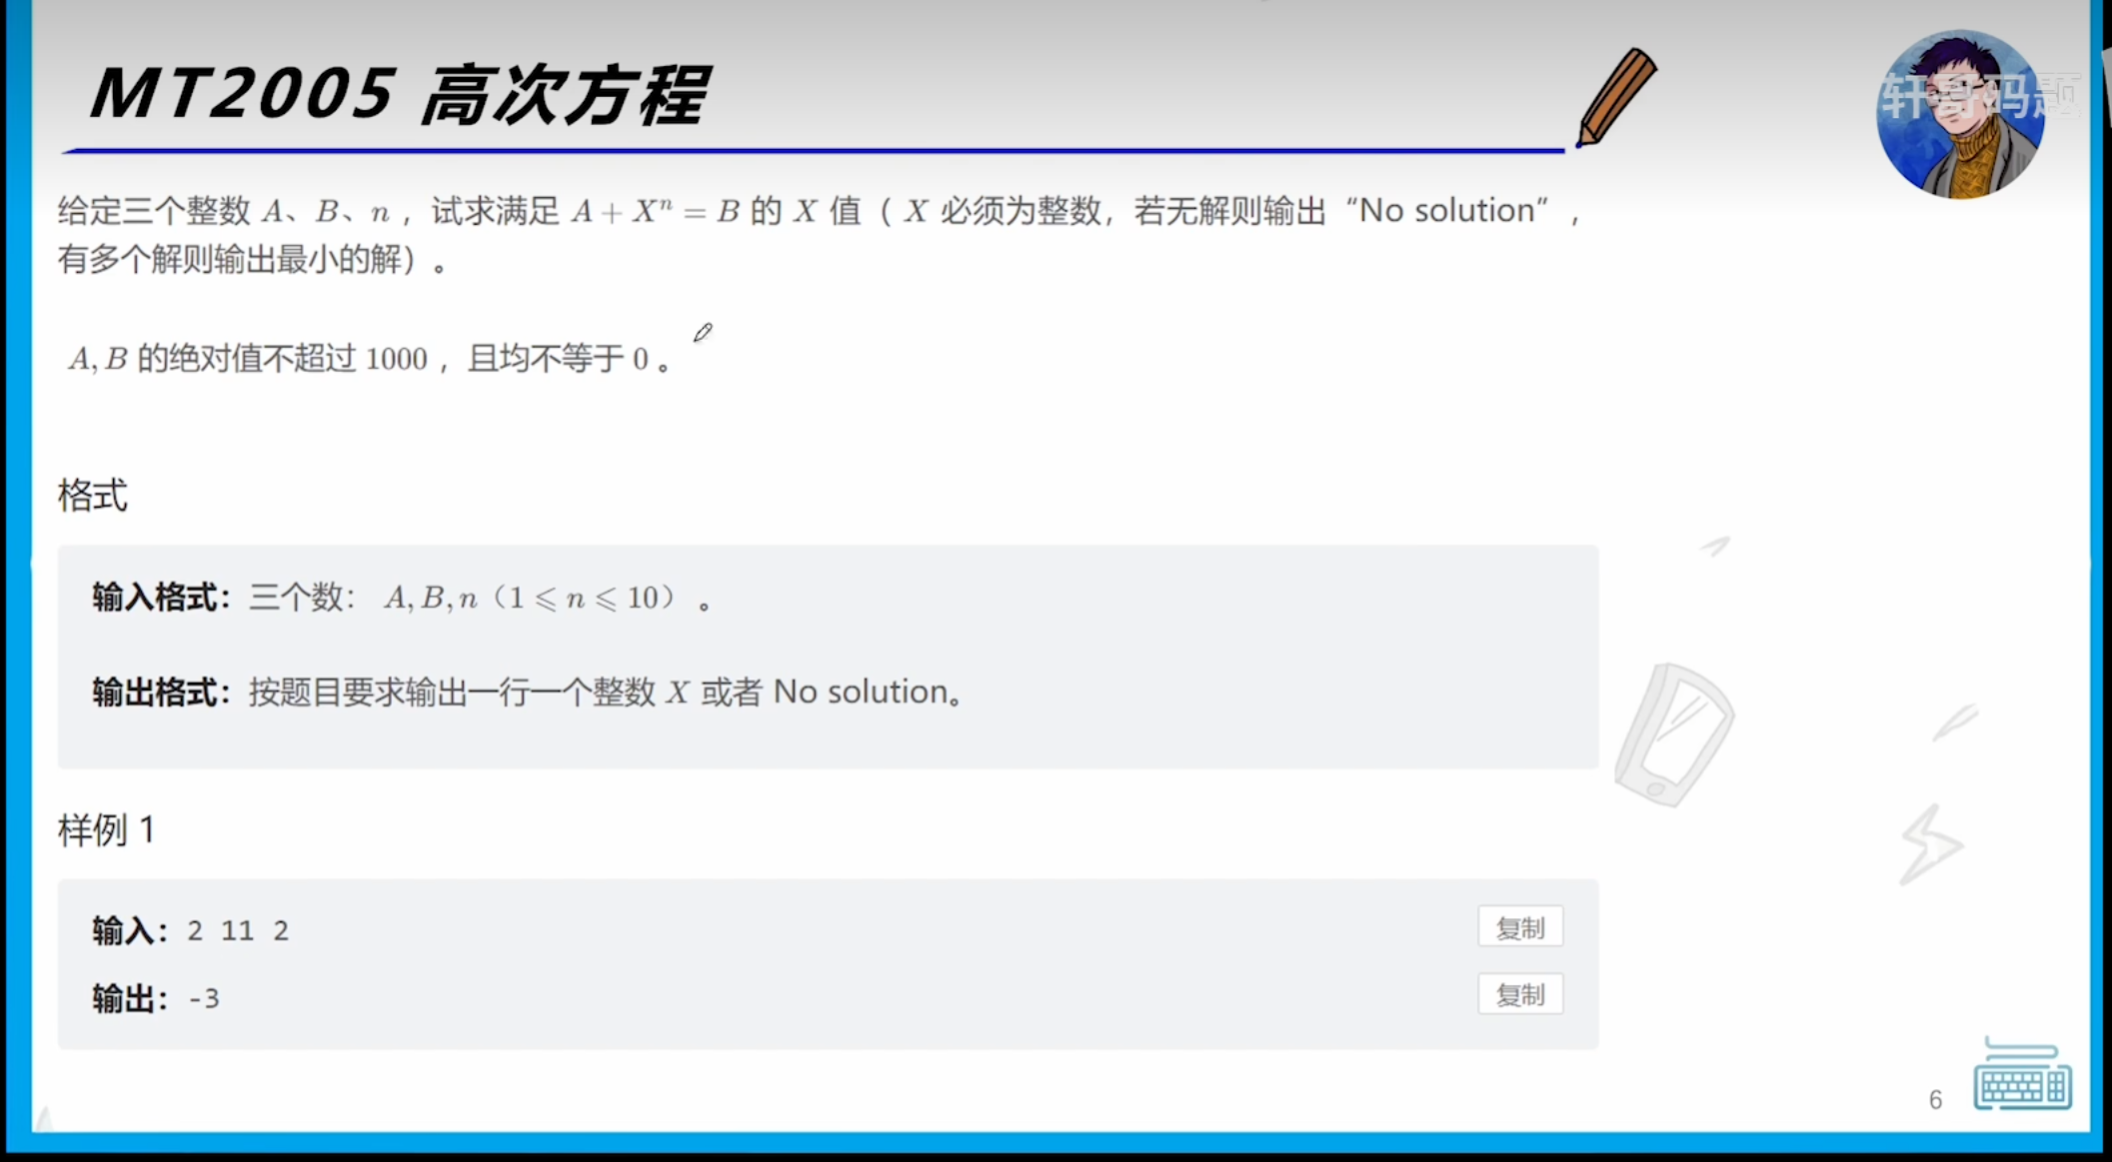 MT2005 高次方程
轩哥码题
给定三个整数 A、B、n ，试求满足 A + Xⁿ = B 的 X 值（ X 必须为整数，若无解则输出“No solution”，
有多个解则输出最小的解）。
A, B 的绝对值不超过 1000 ，且均不等于 0 。
格式
输入格式：三个数： A, B, n（1 ⩽ n ⩽ 10） 。
输出格式：按题目要求输出一行一个整数 X 或者 No solution。
样例 1
输入：2 11 2
复制
输出：-3
复制
6